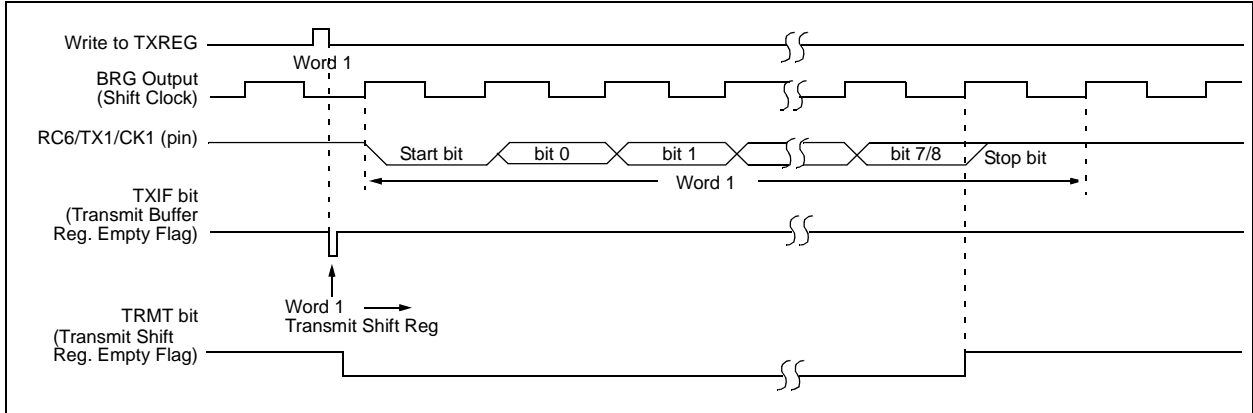 Write to TXREG
Word 1
BRG Output
(Shift Clock)
RC6/TX1/CK1 (pin)
Start bit
bit 0
bit 1
bit 7/8
Stop bit
Word 1
TXIF bit
(Transmit Buffer
Reg. Empty Flag)
Word 1
Transmit Shift Reg
TRMT bit
(Transmit Shift
Reg. Empty Flag)